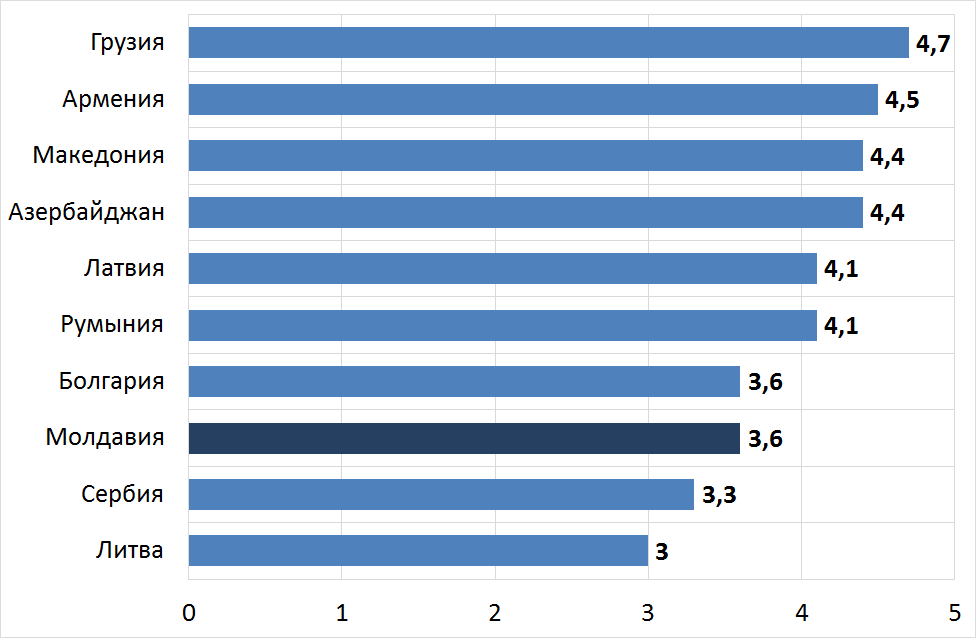 Грузия 4,7
Армения 4,5
Македония 4,4
Азербайджан 4,4
Латвия 4,1
Румыния 4,1
Болгария 3,6
Молдавия 3,6
Сербия 3,3
Литва 3
0 1 2 3 4 5